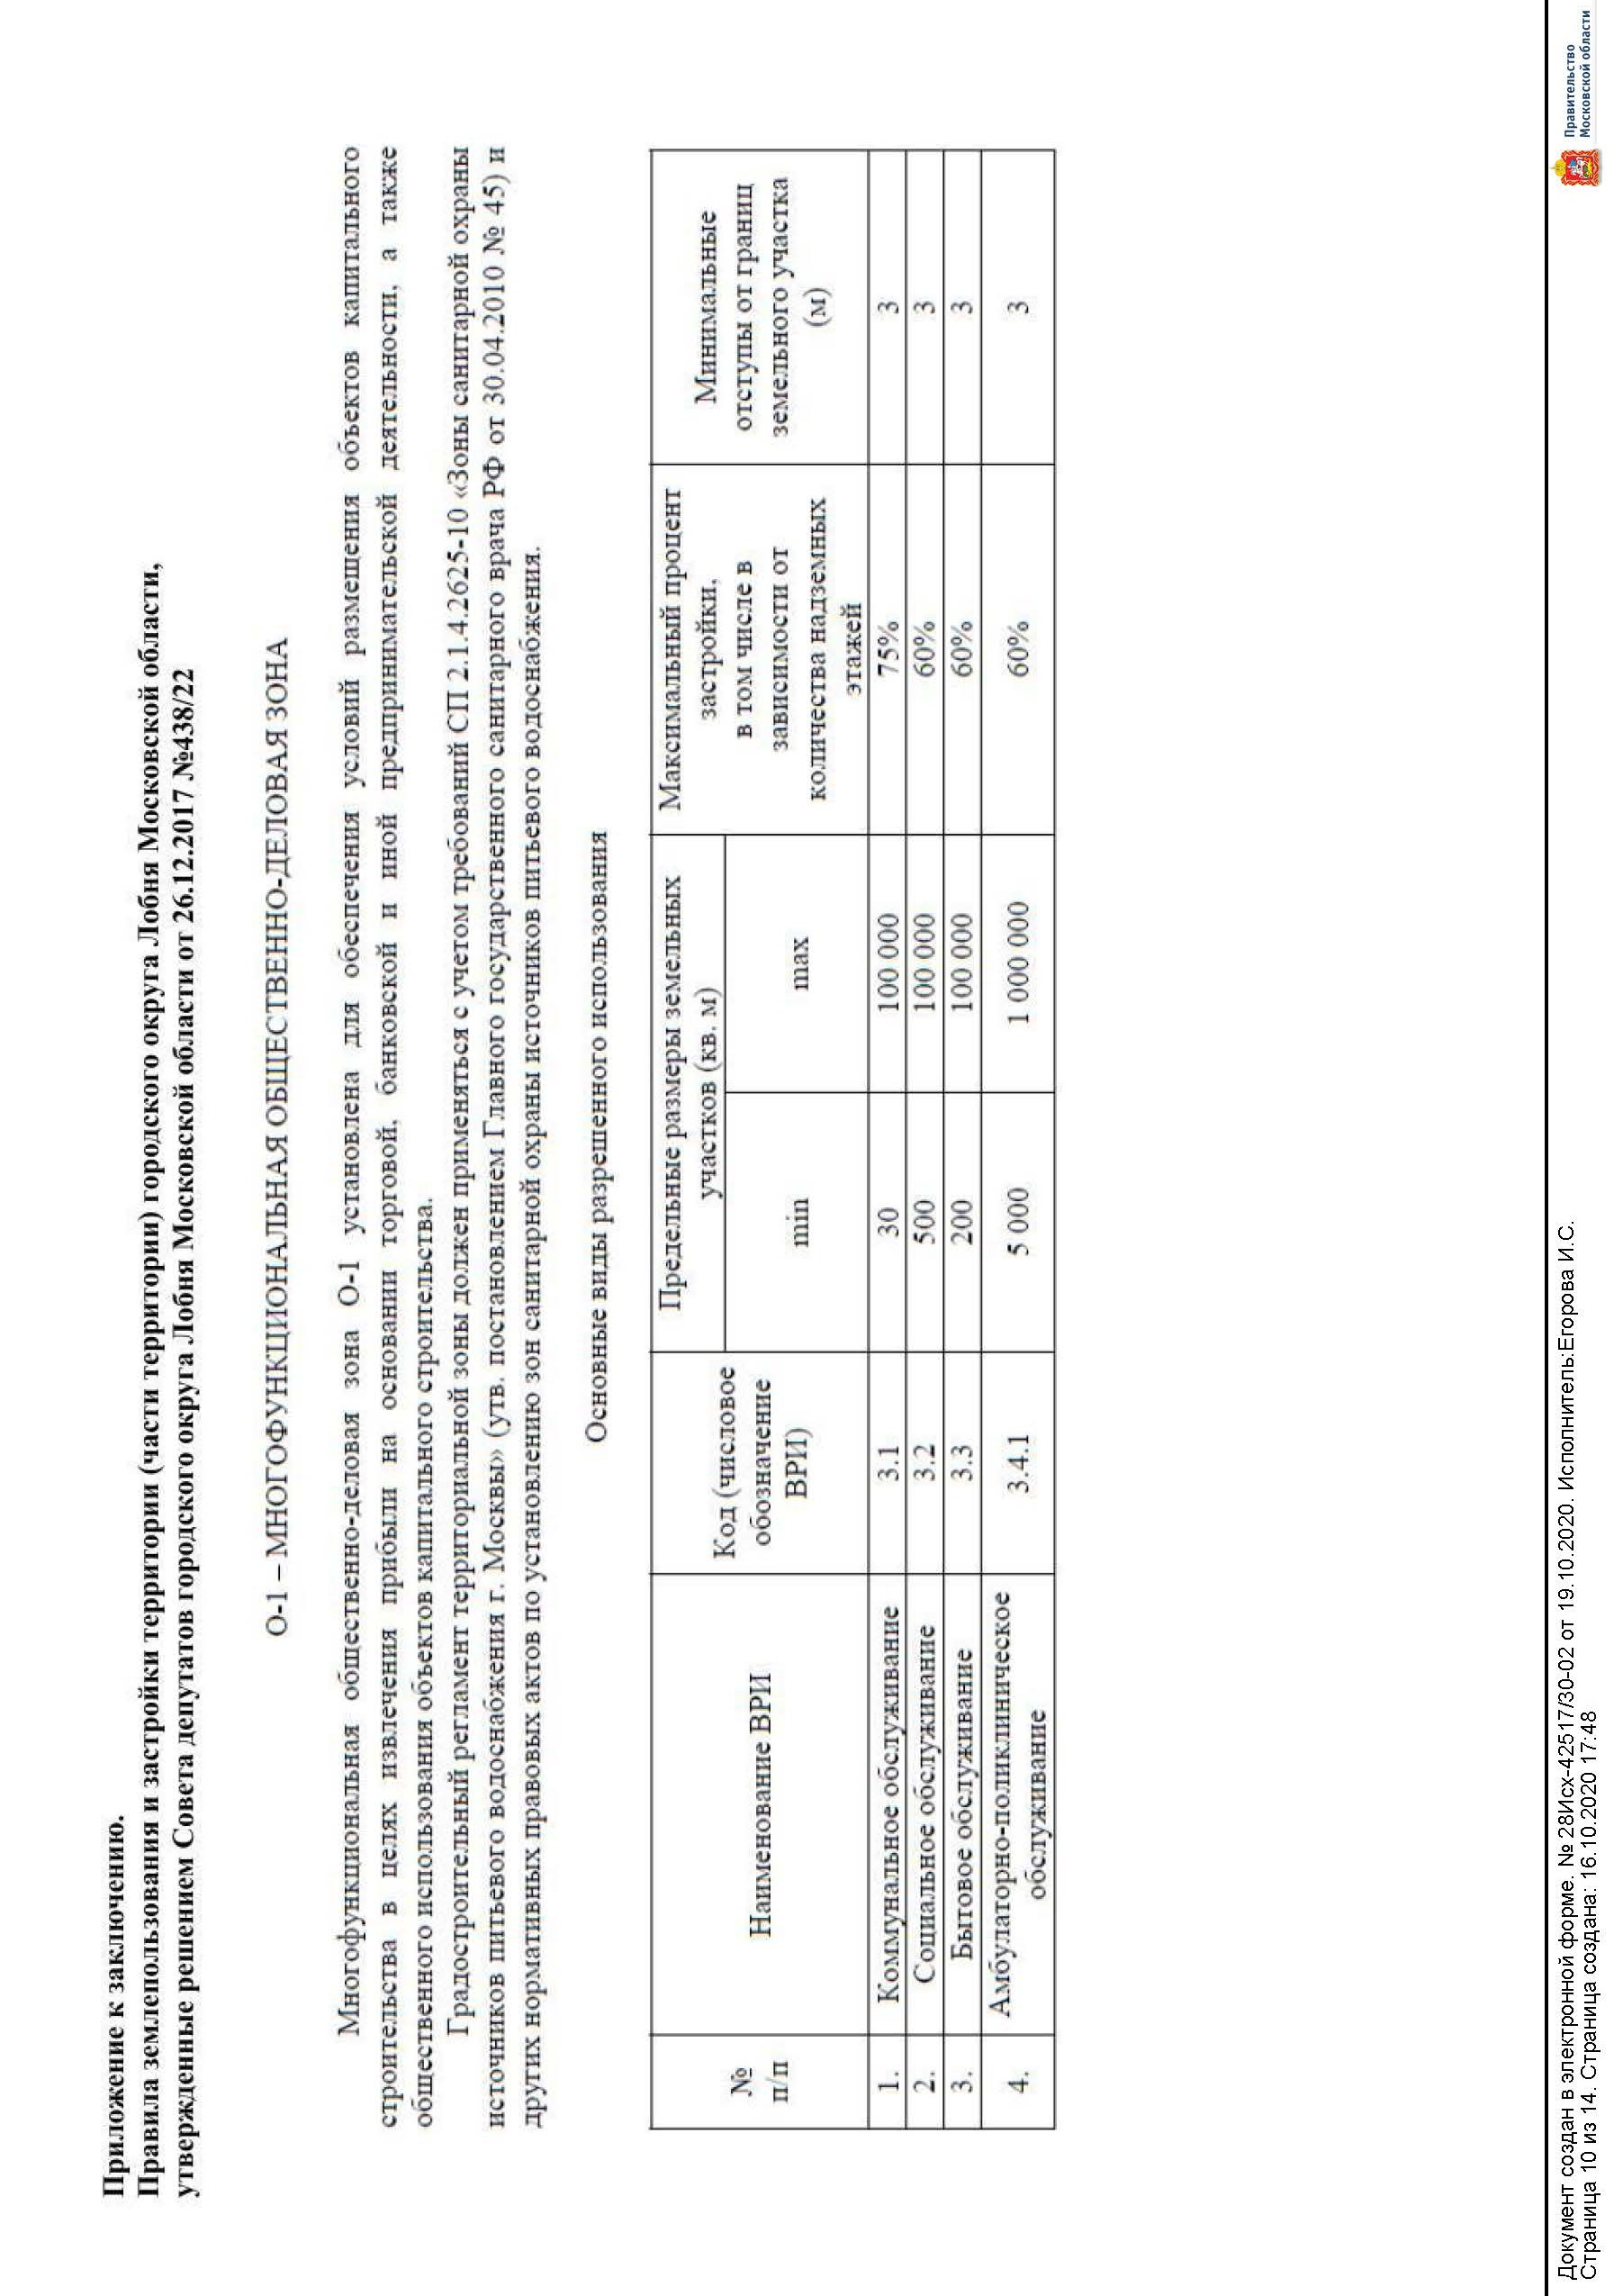 Приложение к заключению.
Правила землепользования и застройки территории (части территории) городского округа Лобня Московской области,
утвержденные решением Совета депутатов городского округа Лобня Московской области от 26.12.2017 №438/22
О-1 – МНОГОФУНКЦИОНАЛЬНАЯ ОБЩЕСТВЕННО-ДЕЛОВАЯ ЗОНА
Многофункциональная общественно-деловая зона О-1 установлена для обеспечения условий размещения объектов капитального
строительства в целях извлечения прибыли на основании торговой, банковской и иной предпринимательской деятельности, а также
общественного использования объектов капитального строительства.
Градостроительный регламент территориальной зоны должен применяться с учетом требований СП 2.1.4.2625-10 «Зоны санитарной охраны
источников питьевого водоснабжения г. Москвы» (утв. постановлением Главного государственного санитарного врача РФ от 30.04.2010 № 45) и
других нормативных правовых актов по установлению зон санитарной охраны источников питьевого водоснабжения.
Основные виды разрешенного использования
№
п/п
Наименование ВРИ
Код (числовое
обозначение
ВРИ)
Предельные размеры земельных
участков (кв. м)
min
max
Максимальный процент
застройки,
в том числе в
зависимости от
количества надземных
этажей
Минимальные
отступы от границ
земельного участка
(м)
1. Коммунальное обслуживание 3.1 30 100 000 75% 3
2. Социальное обслуживание 3.2 500 100 000 60% 3
3. Бытовое обслуживание 3.3 200 100 000 60% 3
4. Амбулаторно-поликлиническое
обслуживание 3.4.1 5 000 1 000 000 60% 3
Документ создан в электронной форме. № 28Исх-42517/30-02 от 19.10.2020. Исполнитель:Егорова И.С.
Страница 10 из 14. Страница создана: 16.10.2020 17:48
Правительство
Московской области